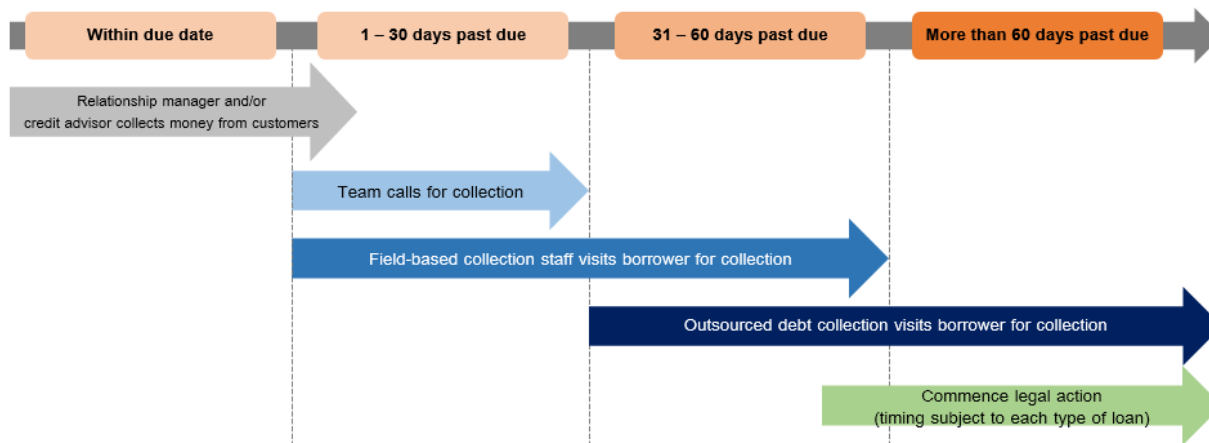 Within due date
1 – 30 days past due
31 – 60 days past due
More than 60 days past due
Relationship manager and/or
credit advisor collects money from customers
Team calls for collection
Field-based collection staff visits borrower for collection
Outsourced debt collection visits borrower for collection
Commence legal action
(timing subject to each type of loan)